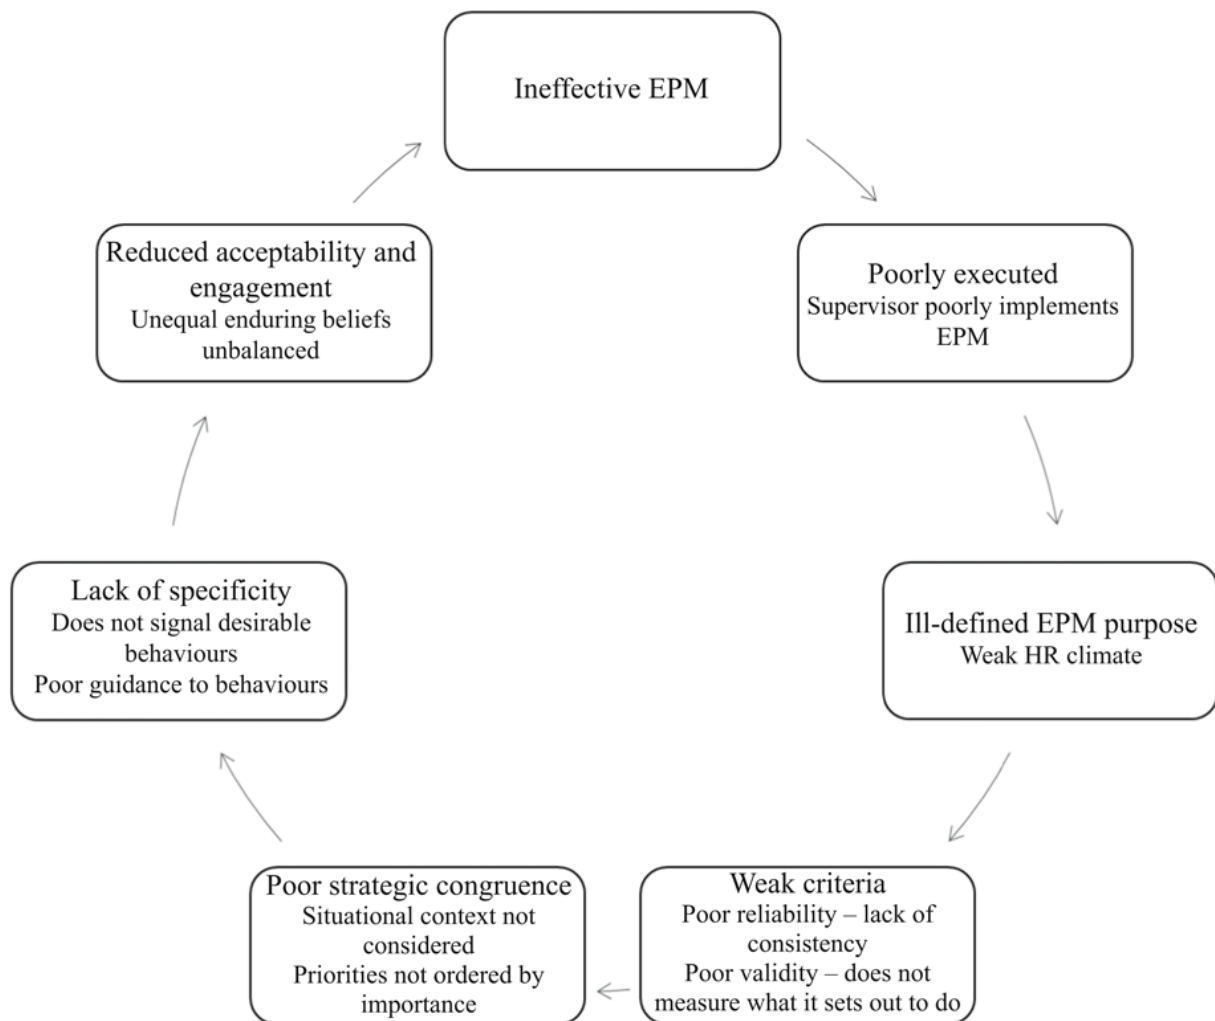 Ineffective EPM
Poorly executed
Supervisor poorly implements
EPM
Ill-defined EPM purpose
Weak HR climate
Weak criteria
Poor reliability – lack of
consistency
Poor validity – does not
measure what it sets out to do
Poor strategic congruence
Situational context not
considered
Priorities not ordered by
importance
Lack of specificity
Does not signal desirable
behaviours
Poor guidance to behaviours
Reduced acceptability and
engagement
Unequal enduring beliefs
unbalanced